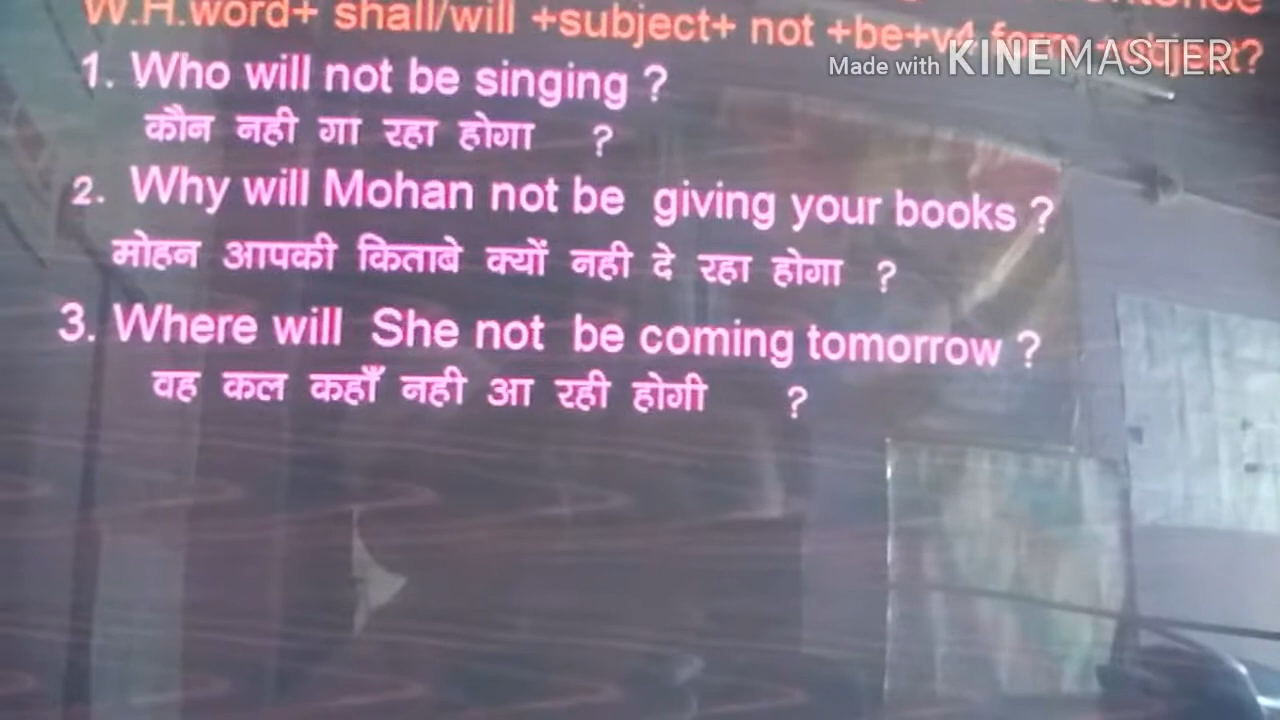 W.H.word+ shall/will +subject+ not +be+v4 form
Made with KINEMASTER
1. Who will not be singing ?
कौन नही गा रहा होगा ?
2. Why will Mohan not be giving your books ?
मोहन आपकी किताबे क्यों नही दे रहा होगा ?
3. Where will She not be coming tomorrow ?
वह कल कहाँ नही आ रही होगी ?